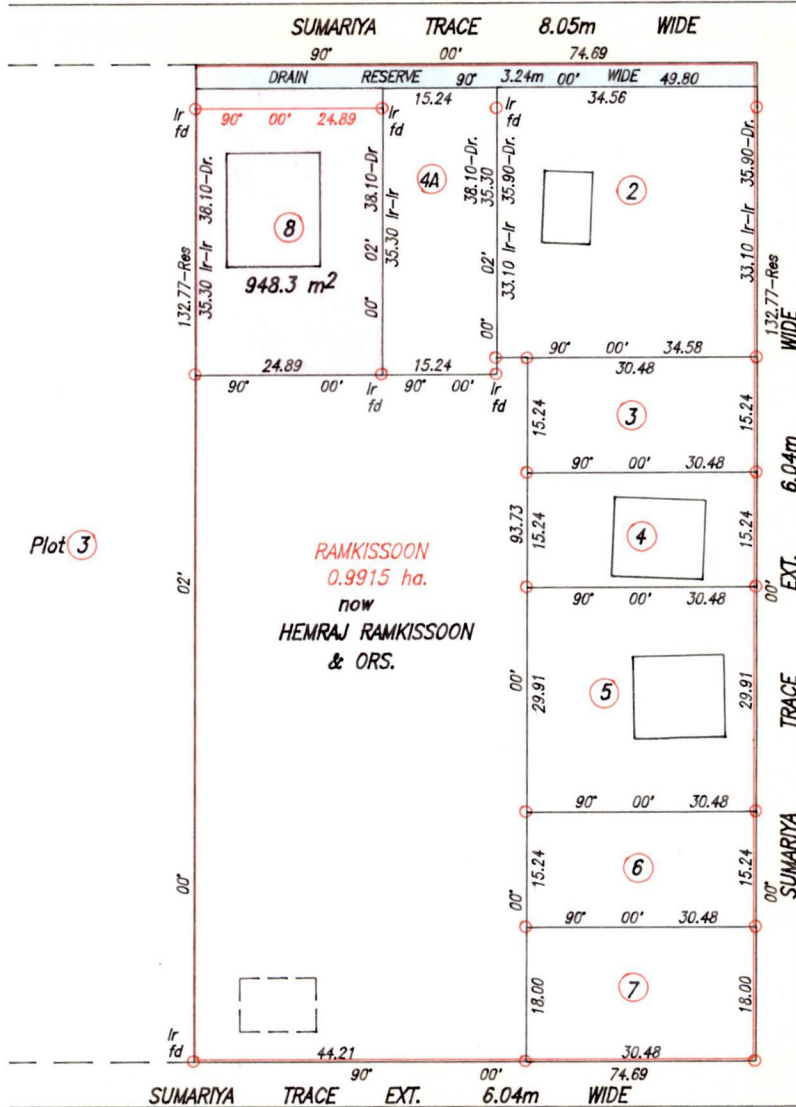 SUMARIYA TRACE 8.05m WIDE
90° 00' 74.69
DRAIN RESERVE 90° 3.24m 00' WIDE 49.80
15.24 34.56
Ir fd
90° 00' 24.89
Ir fd
Ir fd
132.77-Res
35.30 Ir-Ir 38.10-Dr.
8
948.3 m²
00° 02' 38.10-Dr
35.30 Ir-Ir
4A
38.10-Dr.
35.30
00° 02'
33.10 Ir-Ir 35.90-Dr.
2
33.10 Ir-Ir 35.90-Dr.
132.77-Res
90° 00' 34.58
30.48
24.89 15.24
90° 00' Ir fd 90° 00' Ir fd
15.24 3 15.24
90° 00' 30.48
93.73
15.24 4 15.24
90° 00' 30.48
Plot 3
RAMKISSOON
0.9915 ha.
now
HEMRAJ RAMKISSOON
& ORS.
00° 02'
00° 00'
29.91 5 29.91
90° 00' 30.48
15.24 6 15.24
90° 00' 30.48
18.00 7 18.00
00° 00'
SUMARIYA TRACE EXT. 6.04m WIDE
Ir fd
44.21 30.48
90° 00' 74.69
SUMARIYA TRACE EXT. 6.04m WIDE